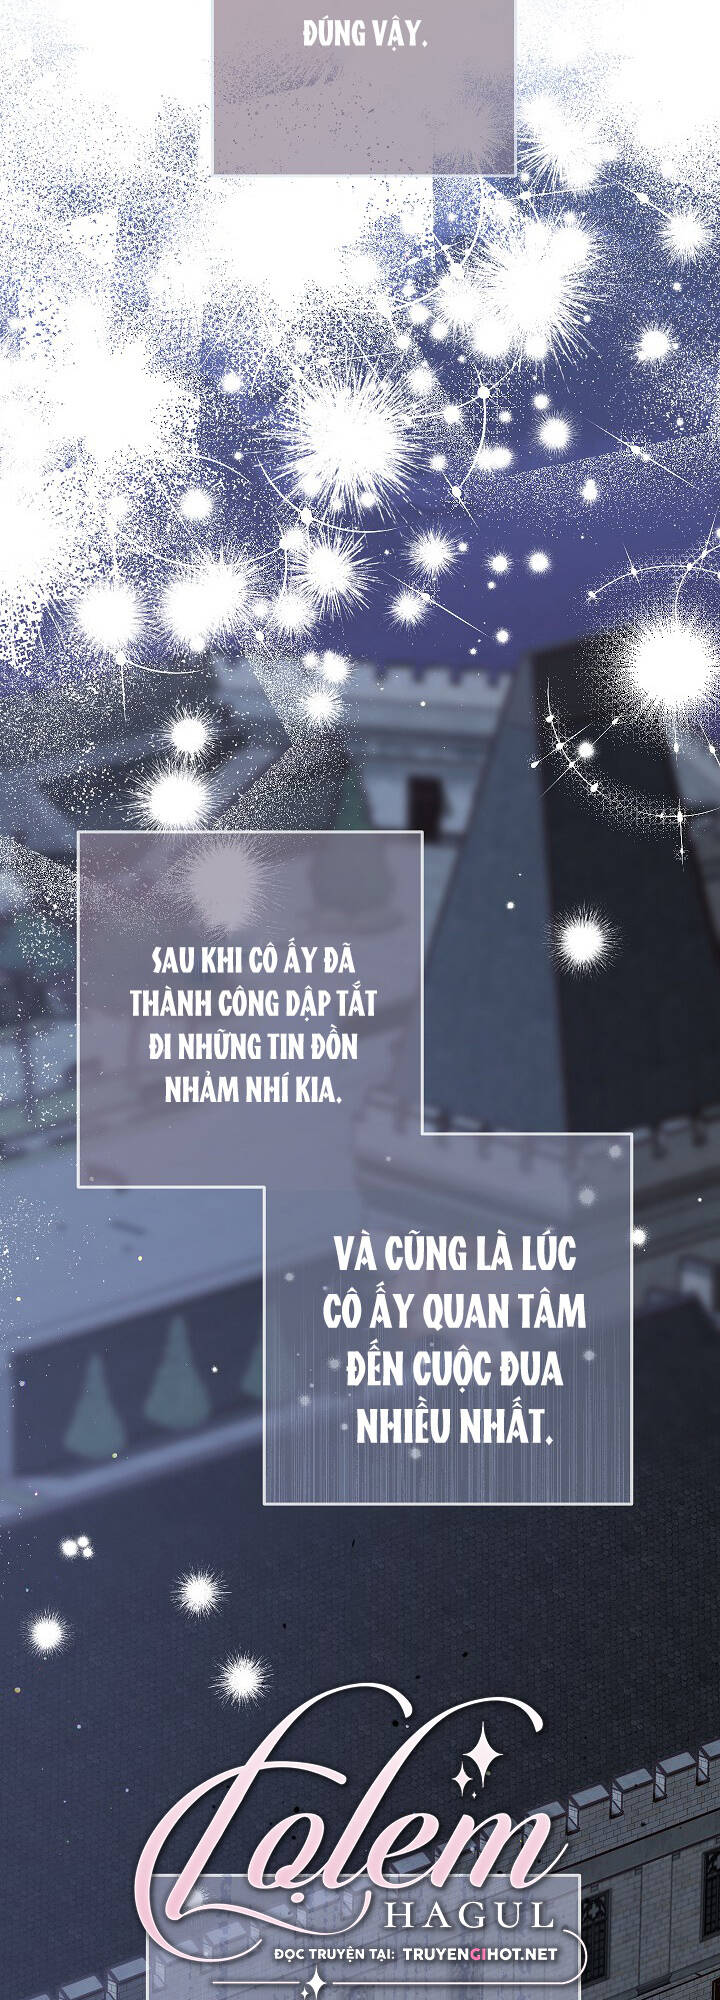 ĐÚNG VẬY.
SAU KHI CÔ ẤY ĐÃ
THÀNH CÔNG DẬP TẮT
ĐI NHỮNG TIN ĐỒN
NHẢM NHÍ KIA.
VÀ CŨNG LÀ LÚC
CÔ ẤY QUAN TÂM
ĐẾN CUỘC ĐUA
NHIỀU NHẤT.
Lọlem
HAGUL
ĐỌC TRUYỆN TẠI: TRUYENGIHOT.NET